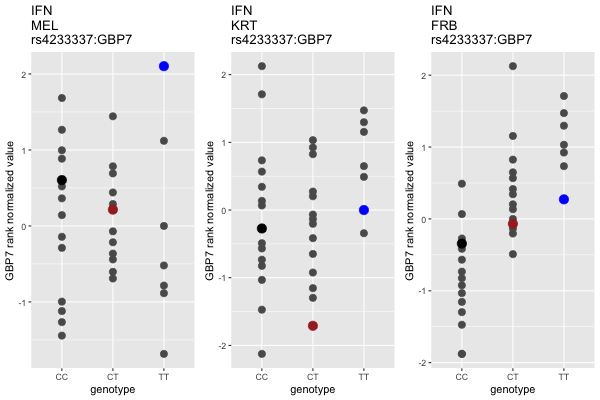 IFN
MEL
rs4233337:GBP7
GBP7 rank normalized value
2
1
0
-1
CC
CT
TT
genotype
IFN
KRT
rs4233337:GBP7
GBP7 rank normalized value
2
1
0
-1
-2
CC
CT
TT
genotype
IFN
FRB
rs4233337:GBP7
GBP7 rank normalized value
2
1
0
-1
-2
CC
CT
TT
genotype